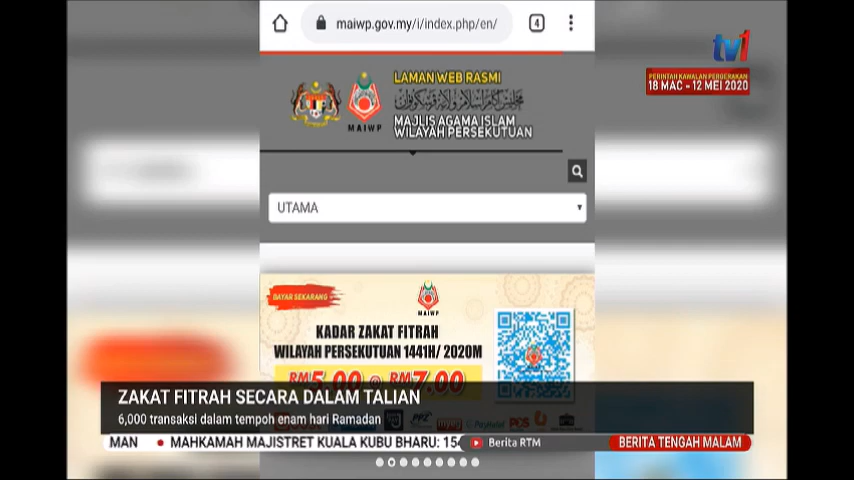 maiwp.gov.my/i/index.php/en/
4
tv1
PERINTAH KAWALAN PERGERAKAN
18 MAC - 12 MEI 2020
LAMAN WEB RASMI
MAJLIS AGAMA ISLAM
WILAYAH PERSEKUTUAN
MAIWP
UTAMA
BAYAR SEKARANG
MAIWP
KADAR ZAKAT FITRAH
WILAYAH PERSEKUTUAN 1441H/ 2020M
RM5.00 @ RM7.00
ZAKAT FITRAH SECARA DALAM TALIAN
6,000 transaksi dalam tempoh enam hari Ramadan
MAN • MAHKAMAH MAJISTRET KUALA KUBU BHARU: 154
Berita RTM
BERITA TENGAH MALAM